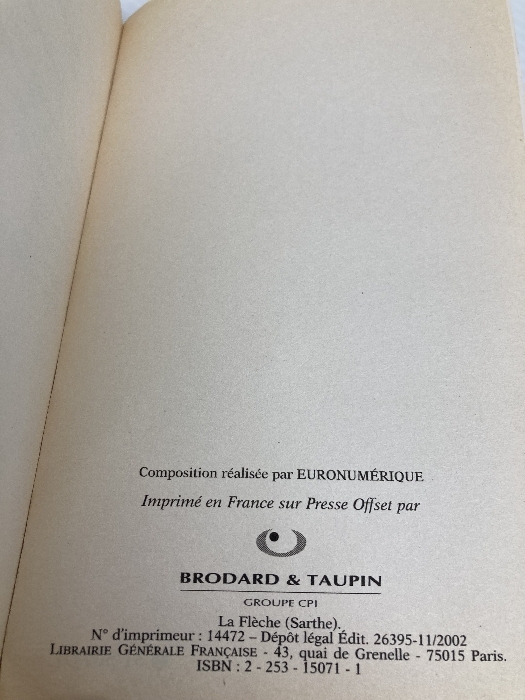 Composition réalisée par EURONUMÉRIQUE
Imprimé en France sur Presse Offset par
BRODARD & TAUPIN
GROUPE CPI
La Flèche (Sarthe).
N° d'imprimeur : 14472 – Dépôt légal Édit. 26395-11/2002
LIBRAIRIE GÉNÉRALE FRANÇAISE - 43, quai de Grenelle - 75015 Paris.
ISBN : 2 - 253 - 15071 - 1